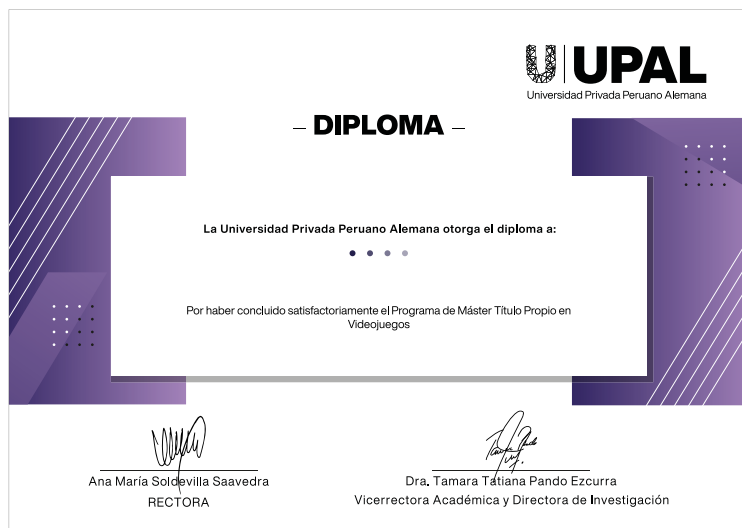 UPAL
Universidad Privada Peruano Alemana
– DIPLOMA –
La Universidad Privada Peruano Alemana otorga el diploma a:
Por haber concluido satisfactoriamente el Programa de Máster Título Propio en
Videojuegos
Ana María Soldevilla Saavedra
RECTORA
Dra. Tamara Tatiana Pando Ezcurra
Vicerrectora Académica y Directora de Investigación